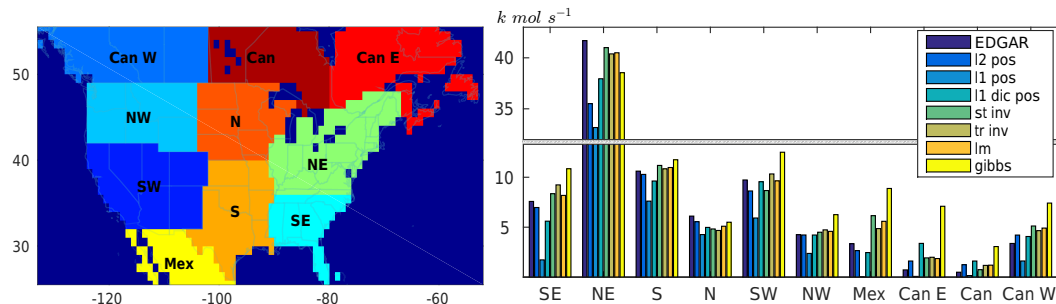 k mol s⁻¹
50
40
30
-120
-100
-80
-60
Can W
Can
Can E
NW
N
NE
SW
S
SE
Mex
40
35
10
5
EDGAR
l2 pos
l1 pos
l1 dic pos
st inv
tr inv
lm
gibbs
SE
NE
S
N
SW
NW
Mex
Can E
Can
Can W